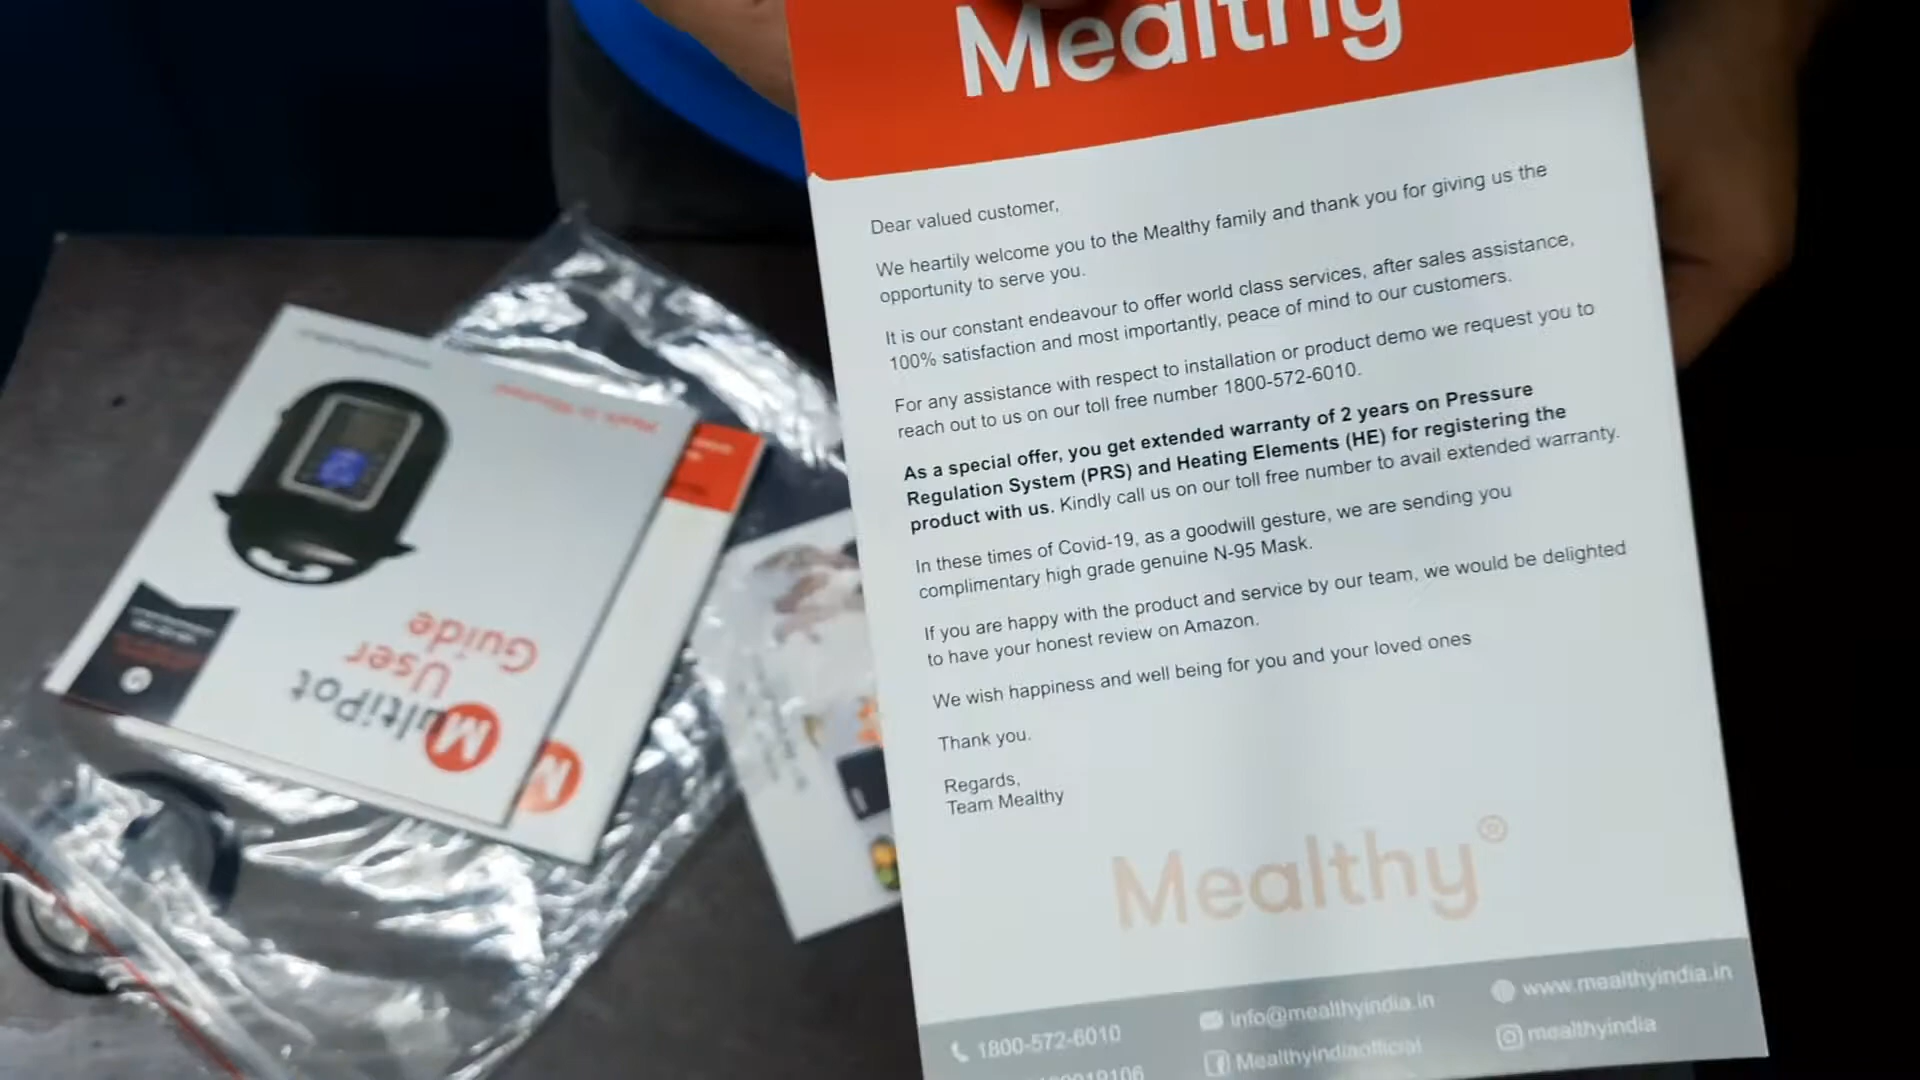 Mealthy
Dear valued customer,
We heartily welcome you to the Mealthy family and thank you for giving us the
opportunity to serve you.
It is our constant endeavour to offer world class services, after sales assistance,
100% satisfaction and most importantly, peace of mind to our customers.
For any assistance with respect to installation or product demo we request you to
reach out to us on our toll free number 1800-572-6010.
As a special offer, you get extended warranty of 2 years on Pressure
Regulation System (PRS) and Heating Elements (HE) for registering the
product with us. Kindly call us on our toll free number to avail extended warranty.
In these times of Covid-19, as a goodwill gesture, we are sending you
complimentary high grade genuine N-95 Mask.
If you are happy with the product and service by our team, we would be delighted
to have your honest review on Amazon.
We wish happiness and well being for you and your loved ones
Thank you.
Regards,
Team Mealthy
Mealthy®
1800-572-6010
info@mealthyindia.in
www.mealthyindia.in
Mealthyindiaofficial
mealthyindia
MultiPot
User
Guide